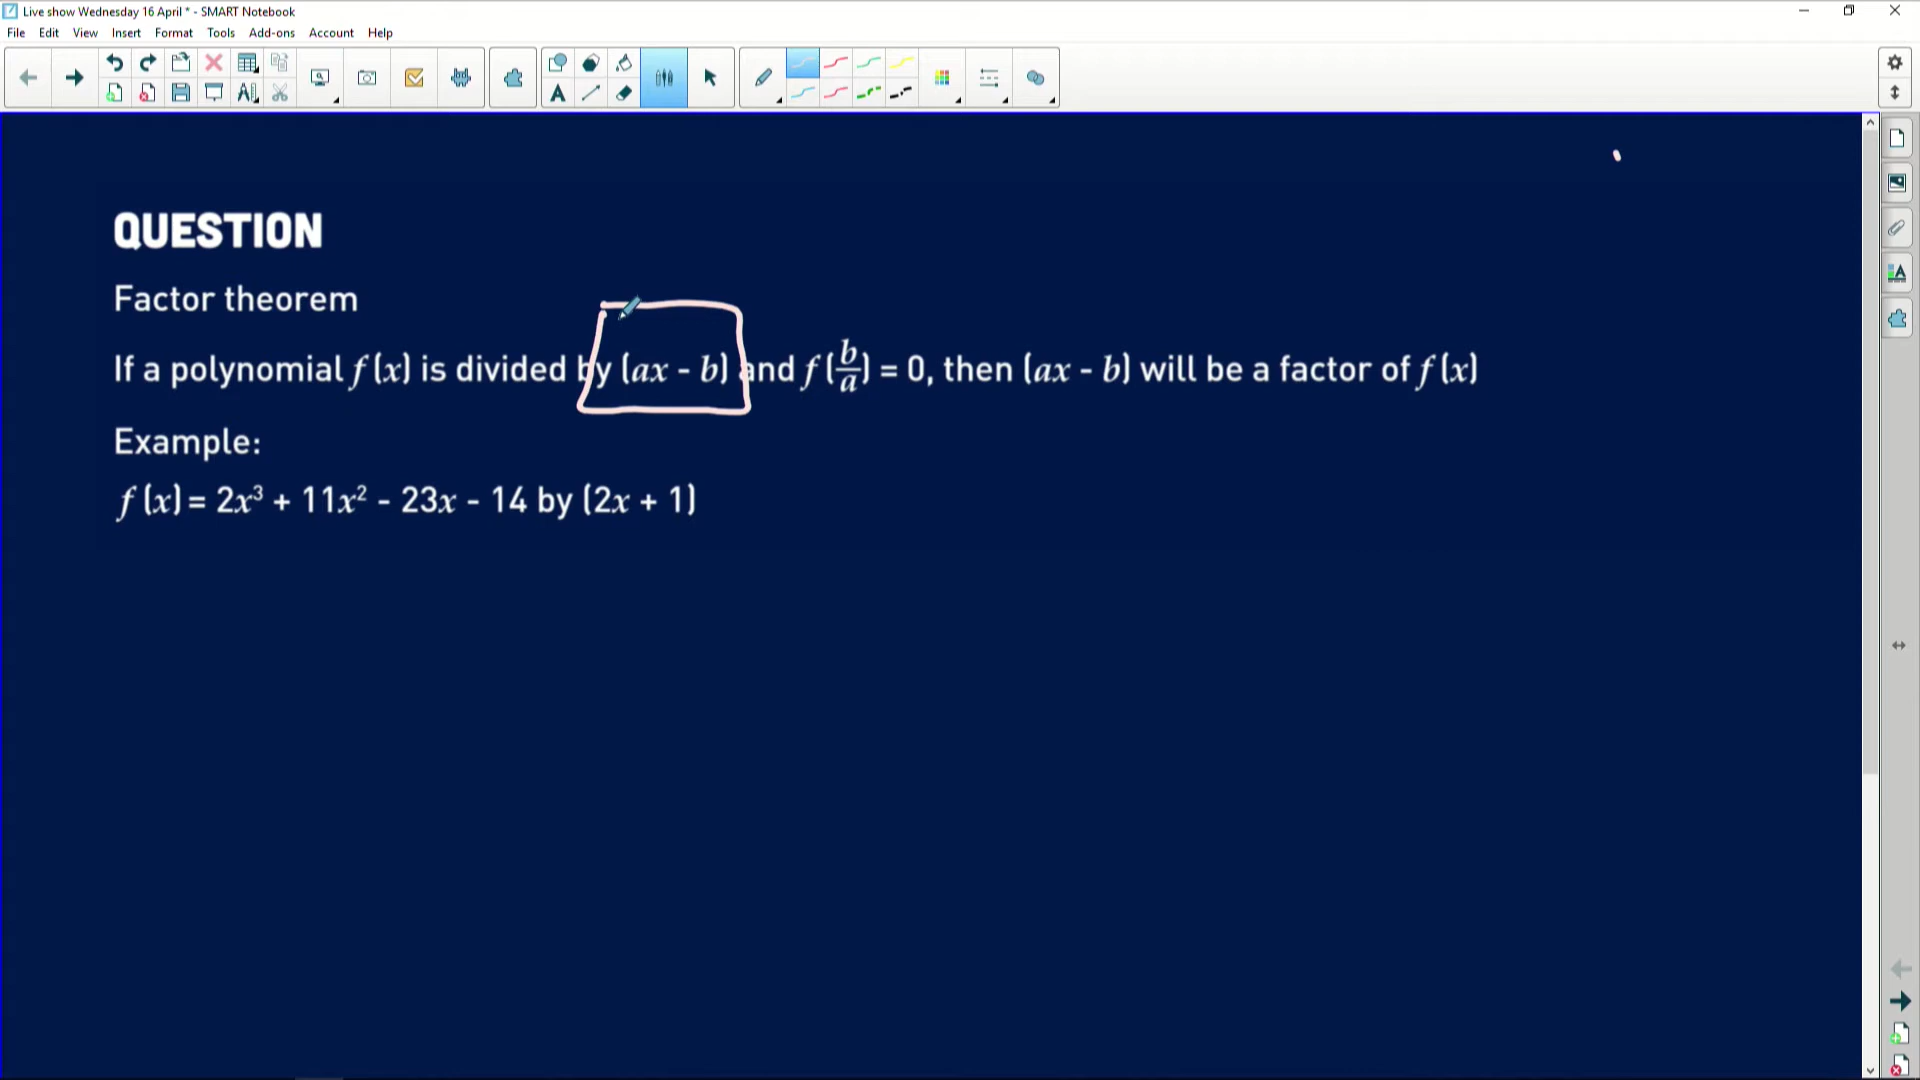 Live show Wednesday 16 April * - SMART Notebook
File Edit View Insert Format Tools Add-ons Account Help
QUESTION
Factor theorem
If a polynomial f (x) is divided by (ax - b) and f (b/a) = 0, then (ax - b) will be a factor of f (x)
Example:
f (x) = 2x³ + 11x² - 23x - 14 by (2x + 1)